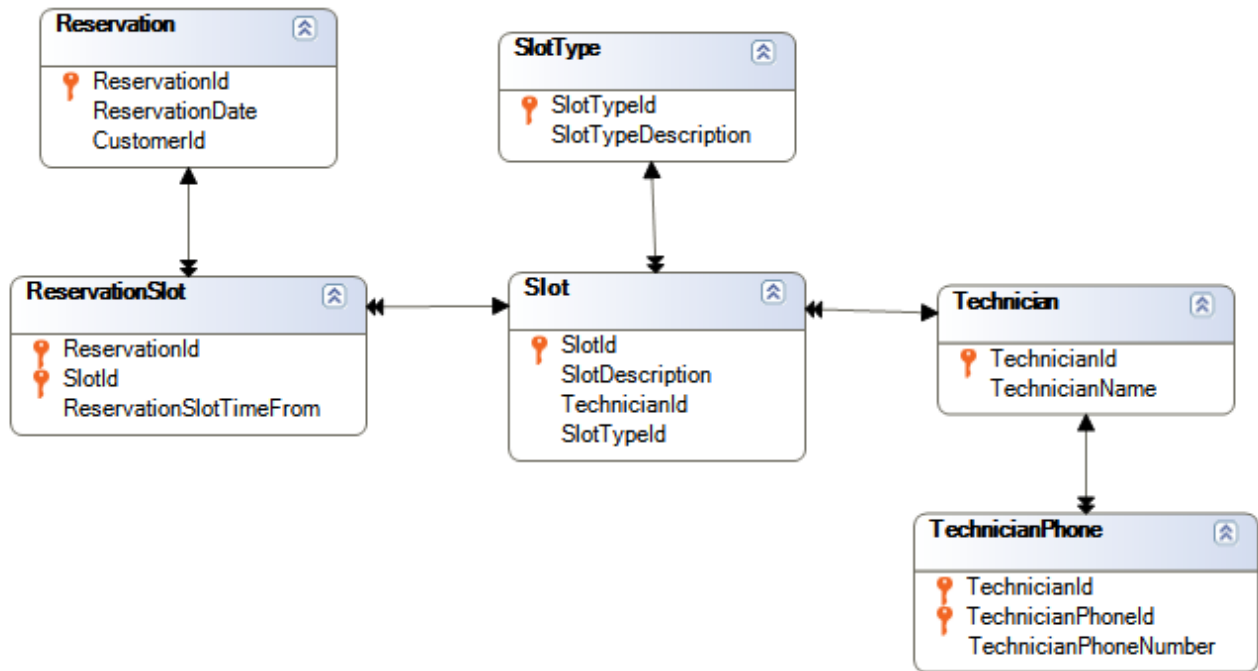 Reservation
ReservationId
ReservationDate
CustomerId
SlotType
SlotTypeId
SlotTypeDescription
ReservationSlot
ReservationId
SlotId
ReservationSlotTimeFrom
Slot
SlotId
SlotDescription
TechnicianId
SlotTypeId
Technician
TechnicianId
TechnicianName
TechnicianPhone
TechnicianId
TechnicianPhoneId
TechnicianPhoneNumber